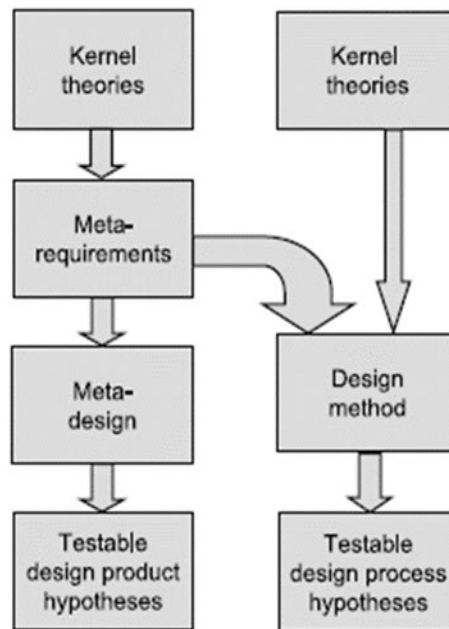 Kernel
theories
Kernel
theories
Meta-
requirements
Meta-
design
Design
method
Testable
design product
hypotheses
Testable
design process
hypotheses